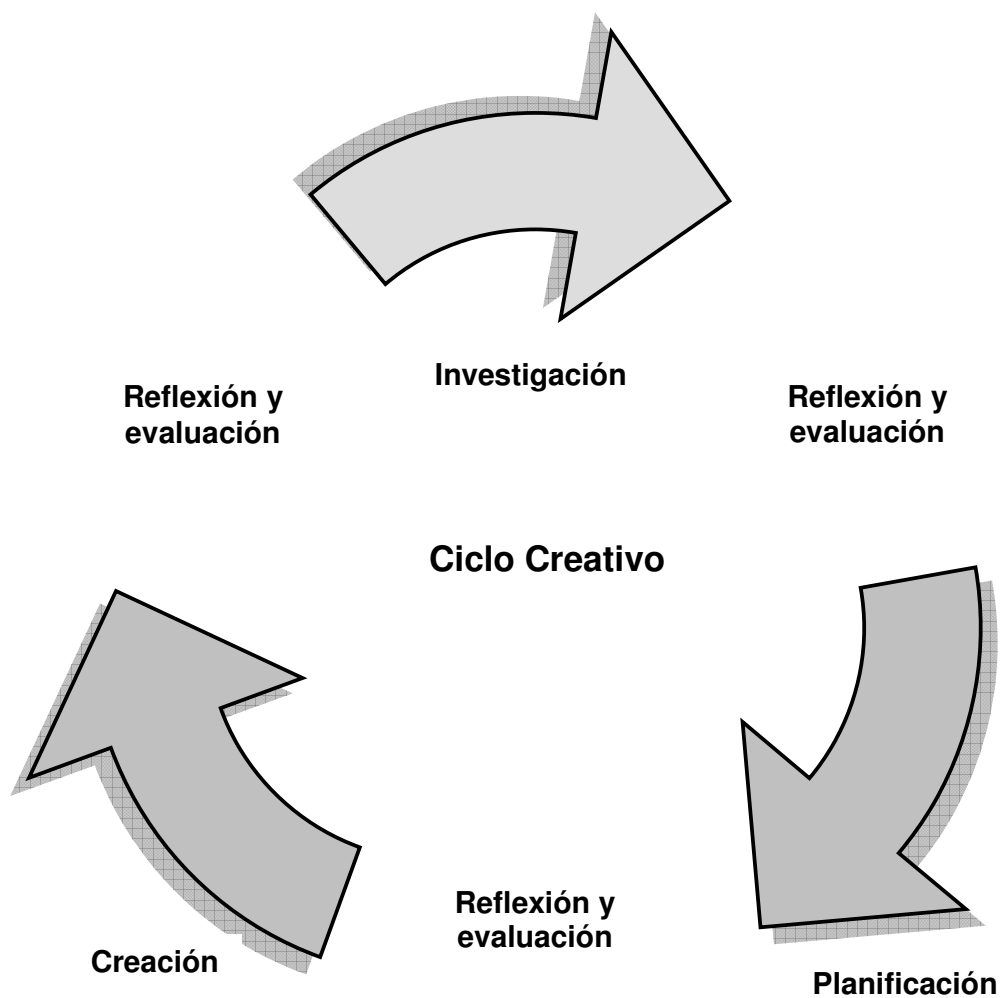 Investigación
Reflexión y
evaluación
Reflexión y
evaluación
Ciclo Creativo
Reflexión y
evaluación
Creación
Planificación